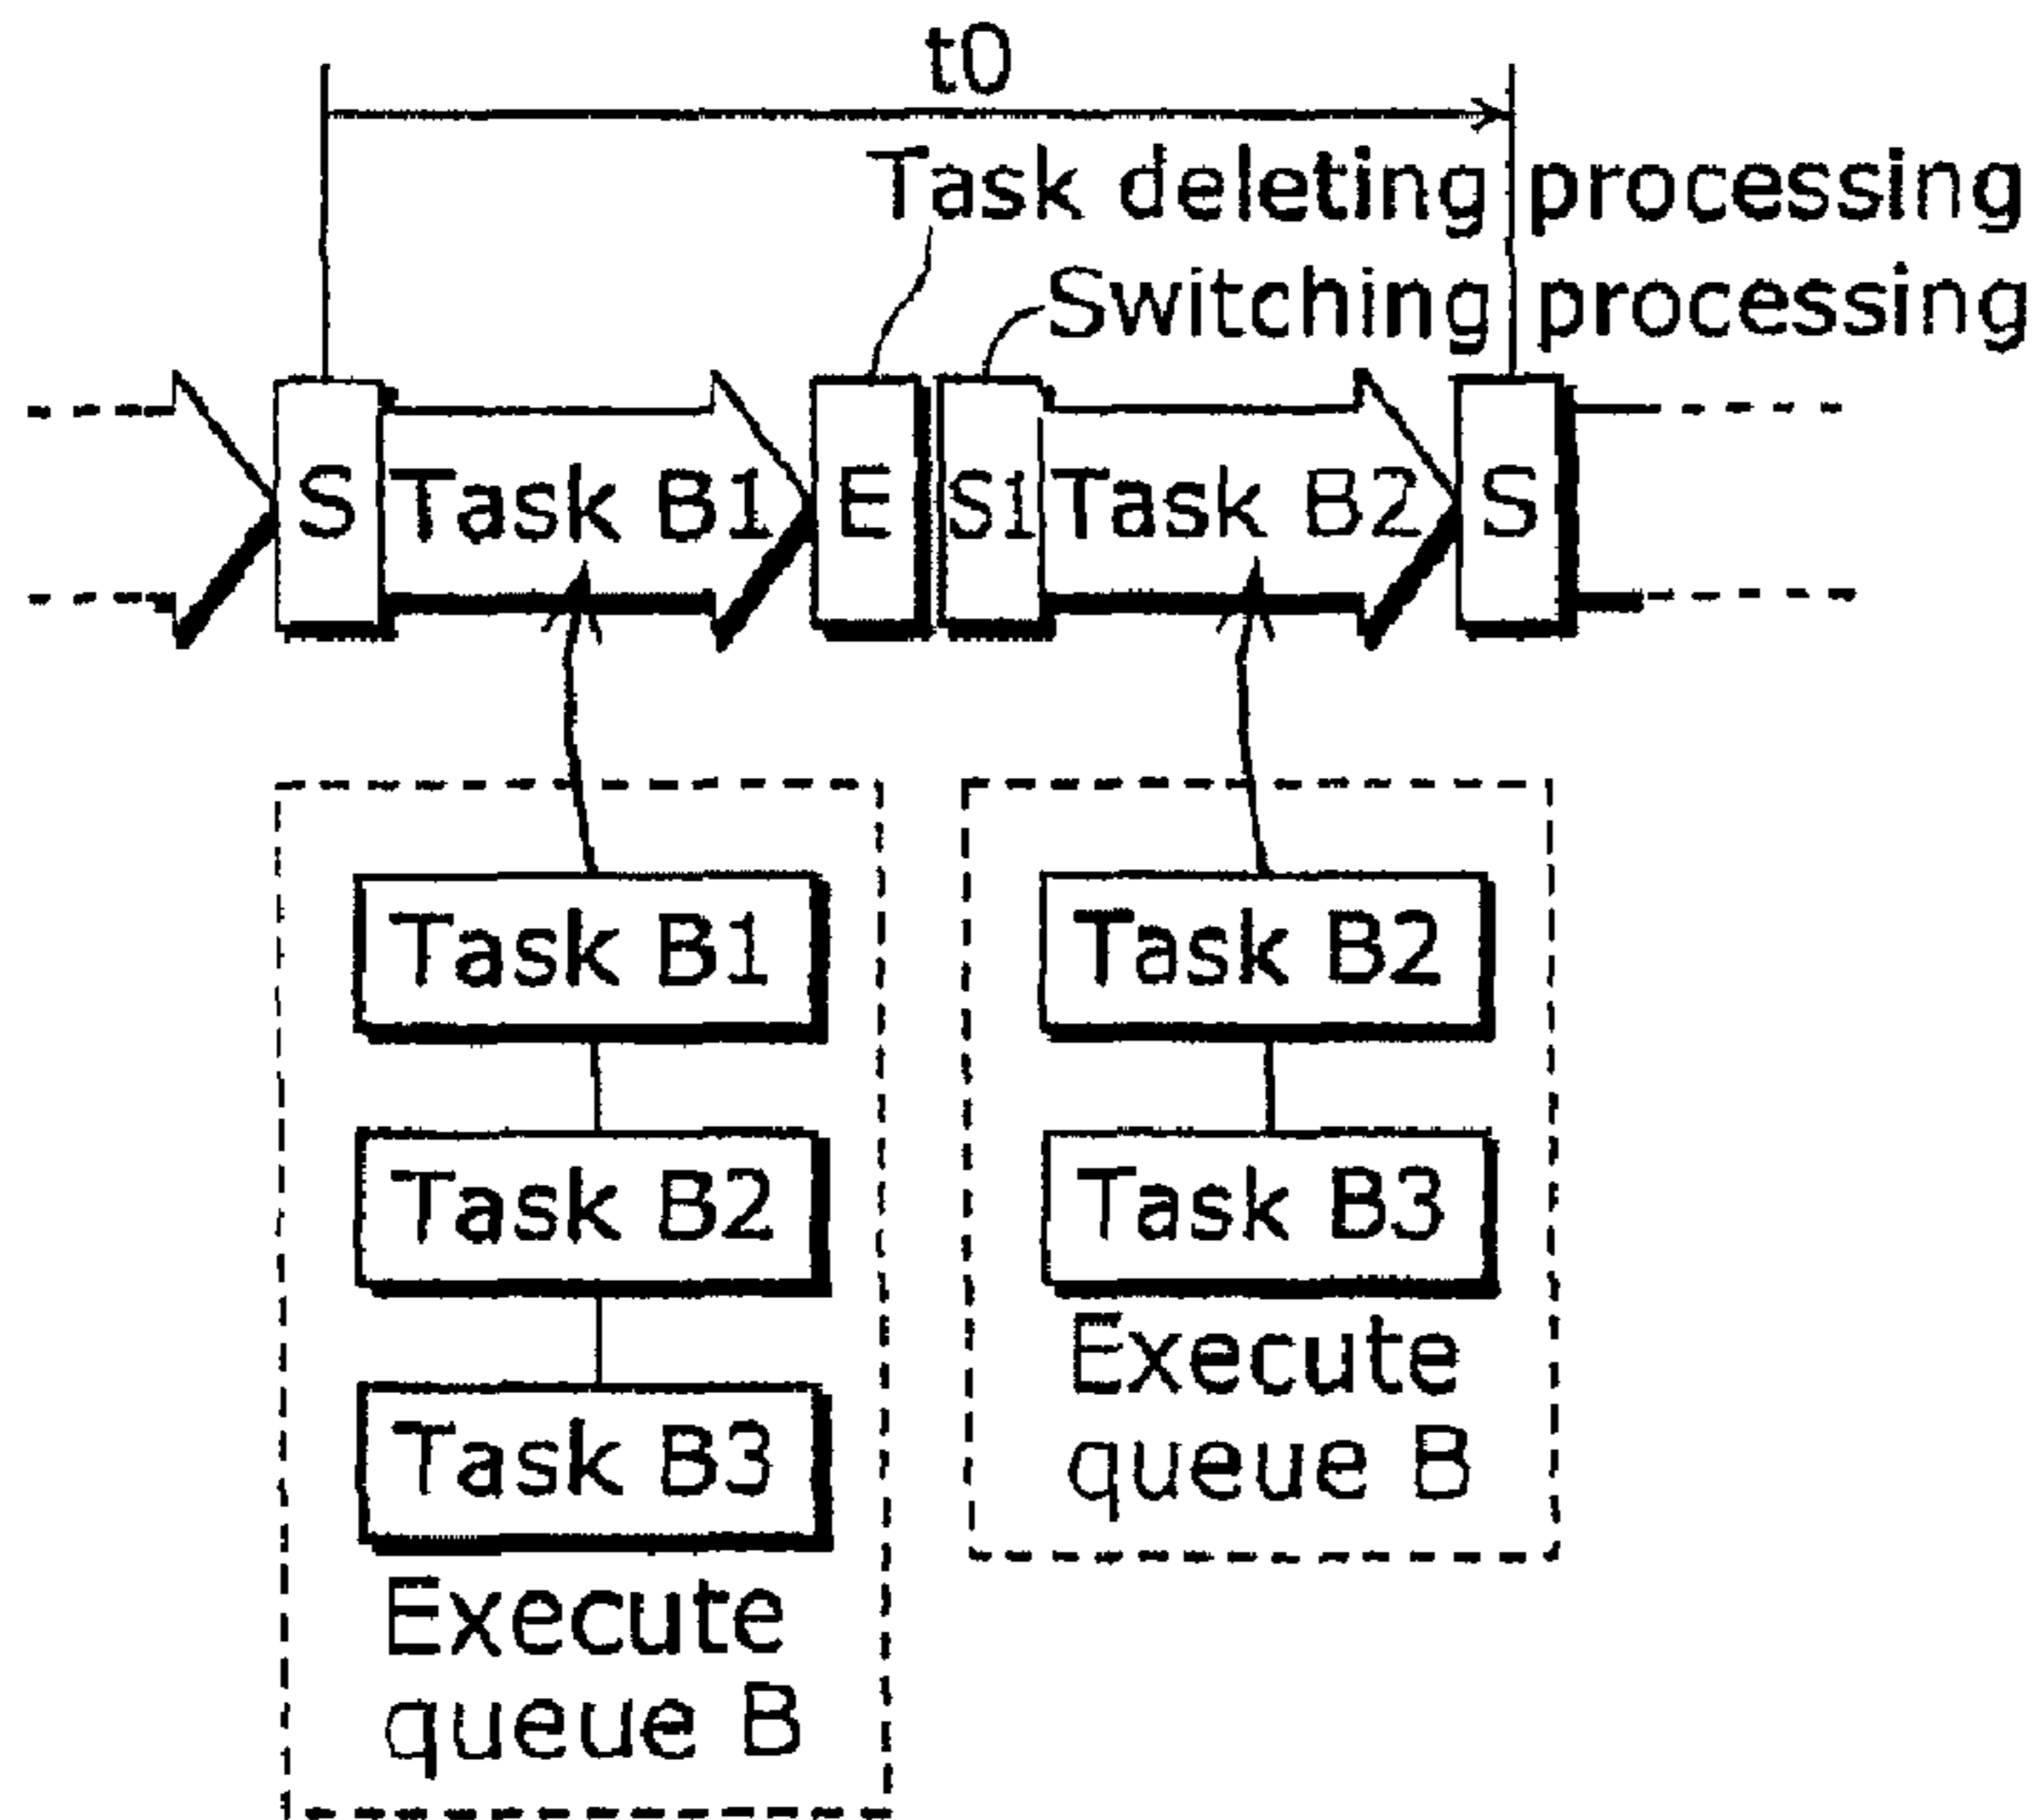 t0
Task deleting processing
Switching processing
S Task B1 E S1 Task B2 S
Task B1
Task B2
Task B3
Execute
queue B
Task B2
Task B3
Execute
queue B